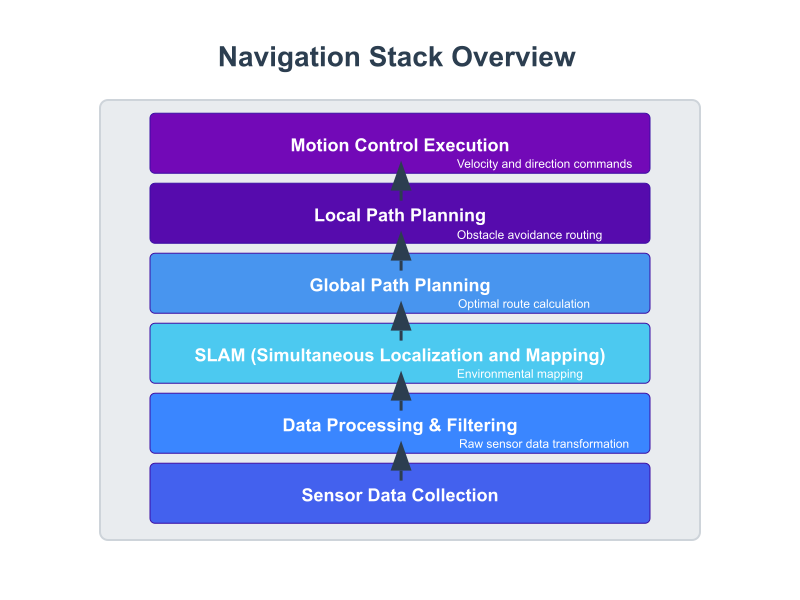 Navigation Stack Overview
Motion Control Execution
Velocity and direction commands
Local Path Planning
Obstacle avoidance routing
Global Path Planning
Optimal route calculation
SLAM (Simultaneous Localization and Mapping)
Environmental mapping
Data Processing & Filtering
Raw sensor data transformation
Sensor Data Collection